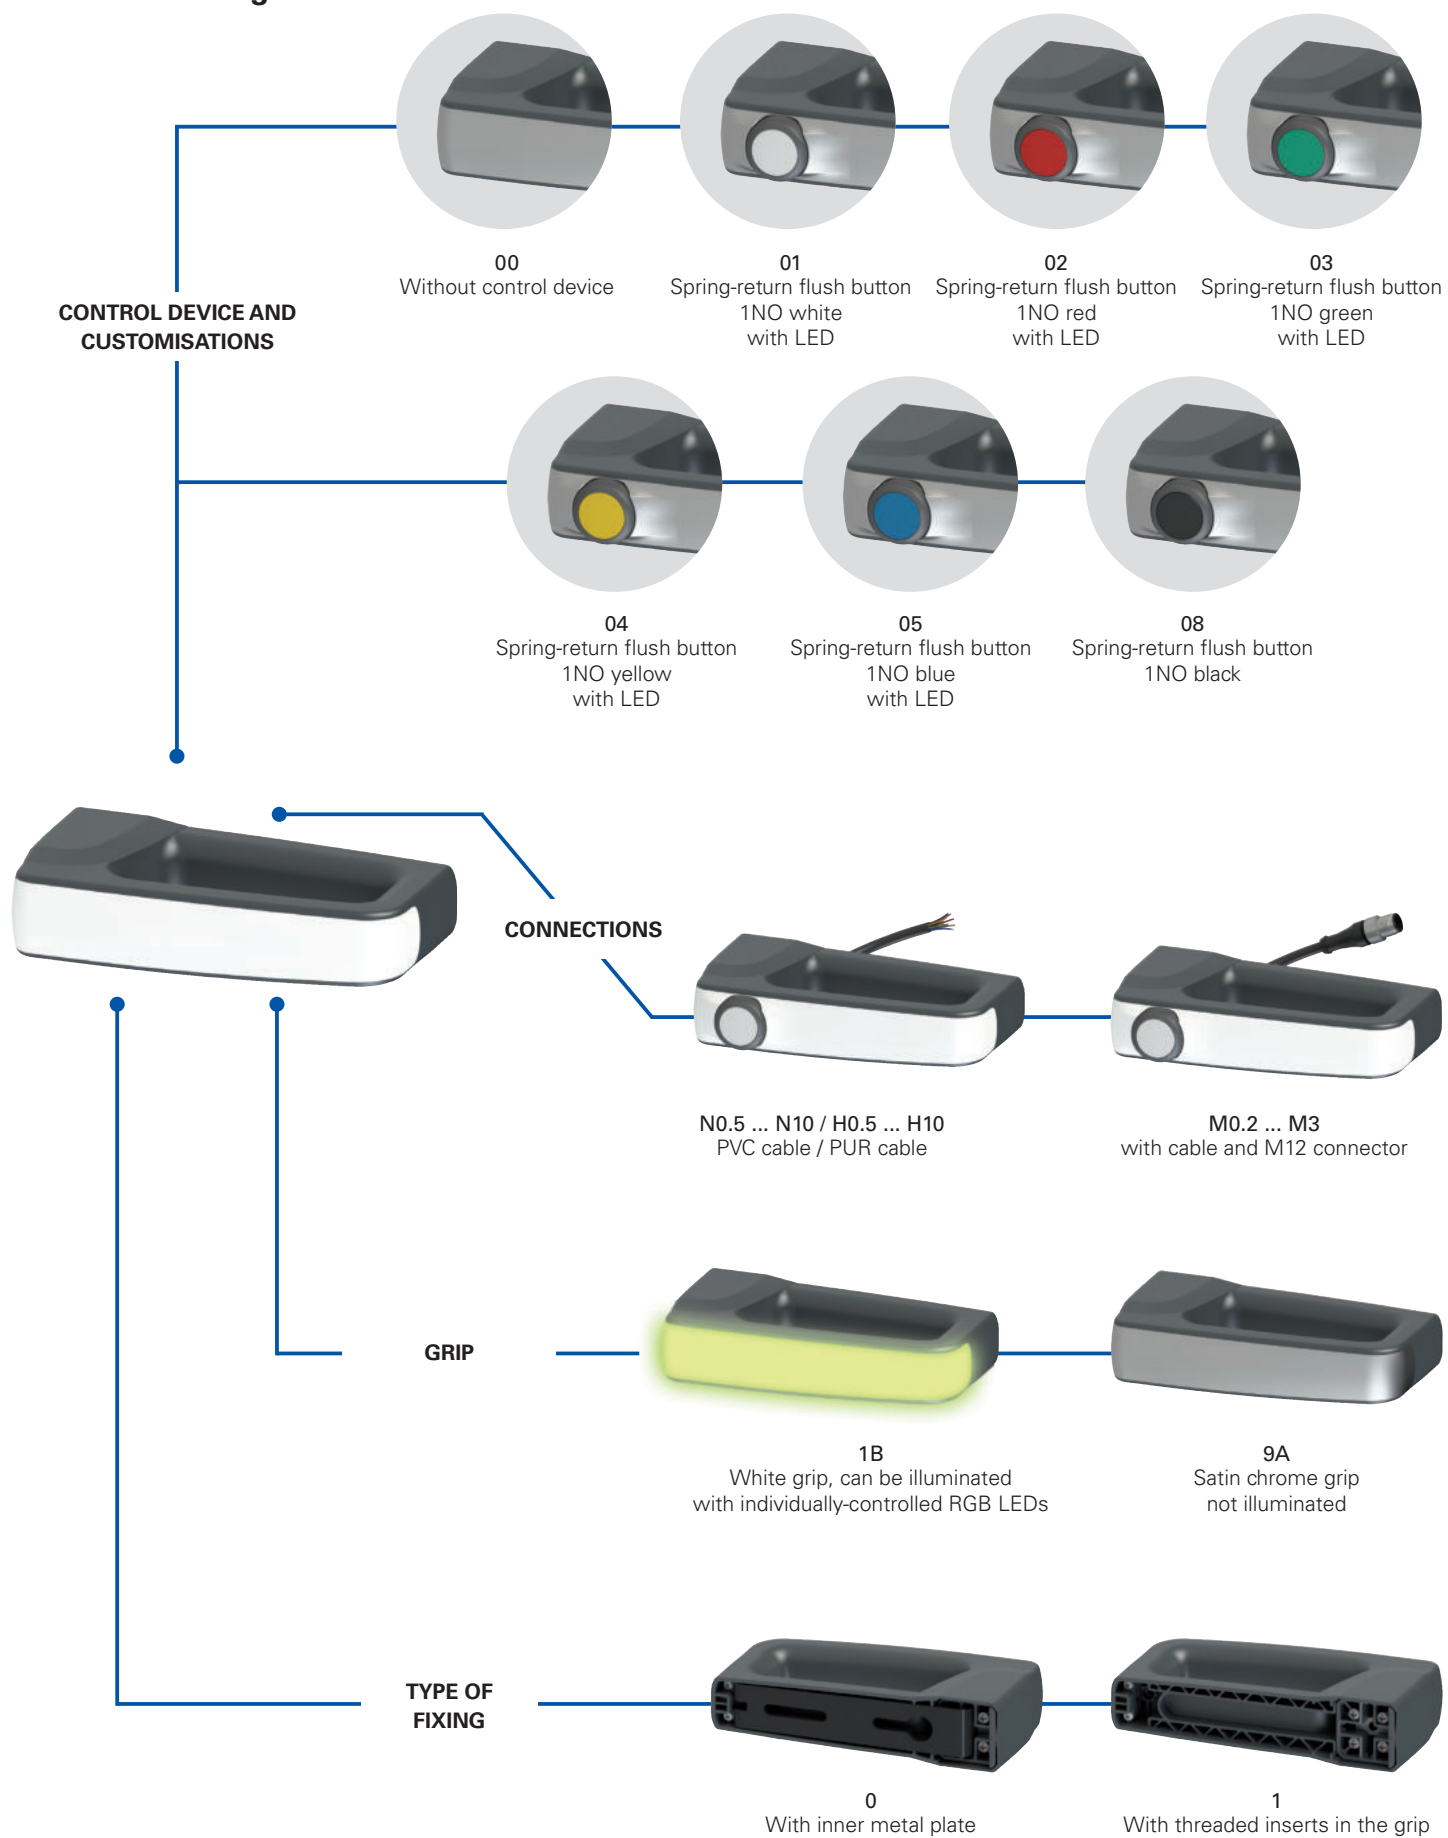 00
Without control device
01
Spring-return flush button
1NO white
with LED
02
Spring-return flush button
1NO red
with LED
03
Spring-return flush button
1NO green
with LED
CONTROL DEVICE AND
CUSTOMISATIONS
04
Spring-return flush button
1NO yellow
with LED
05
Spring-return flush button
1NO blue
with LED
08
Spring-return flush button
1NO black
CONNECTIONS
N0.5 ... N10 / H0.5 ... H10
PVC cable / PUR cable
M0.2 ... M3
with cable and M12 connector
GRIP
1B
White grip, can be illuminated
with individually-controlled RGB LEDs
9A
Satin chrome grip
not illuminated
TYPE OF
FIXING
0
With inner metal plate
1
With threaded inserts in the grip